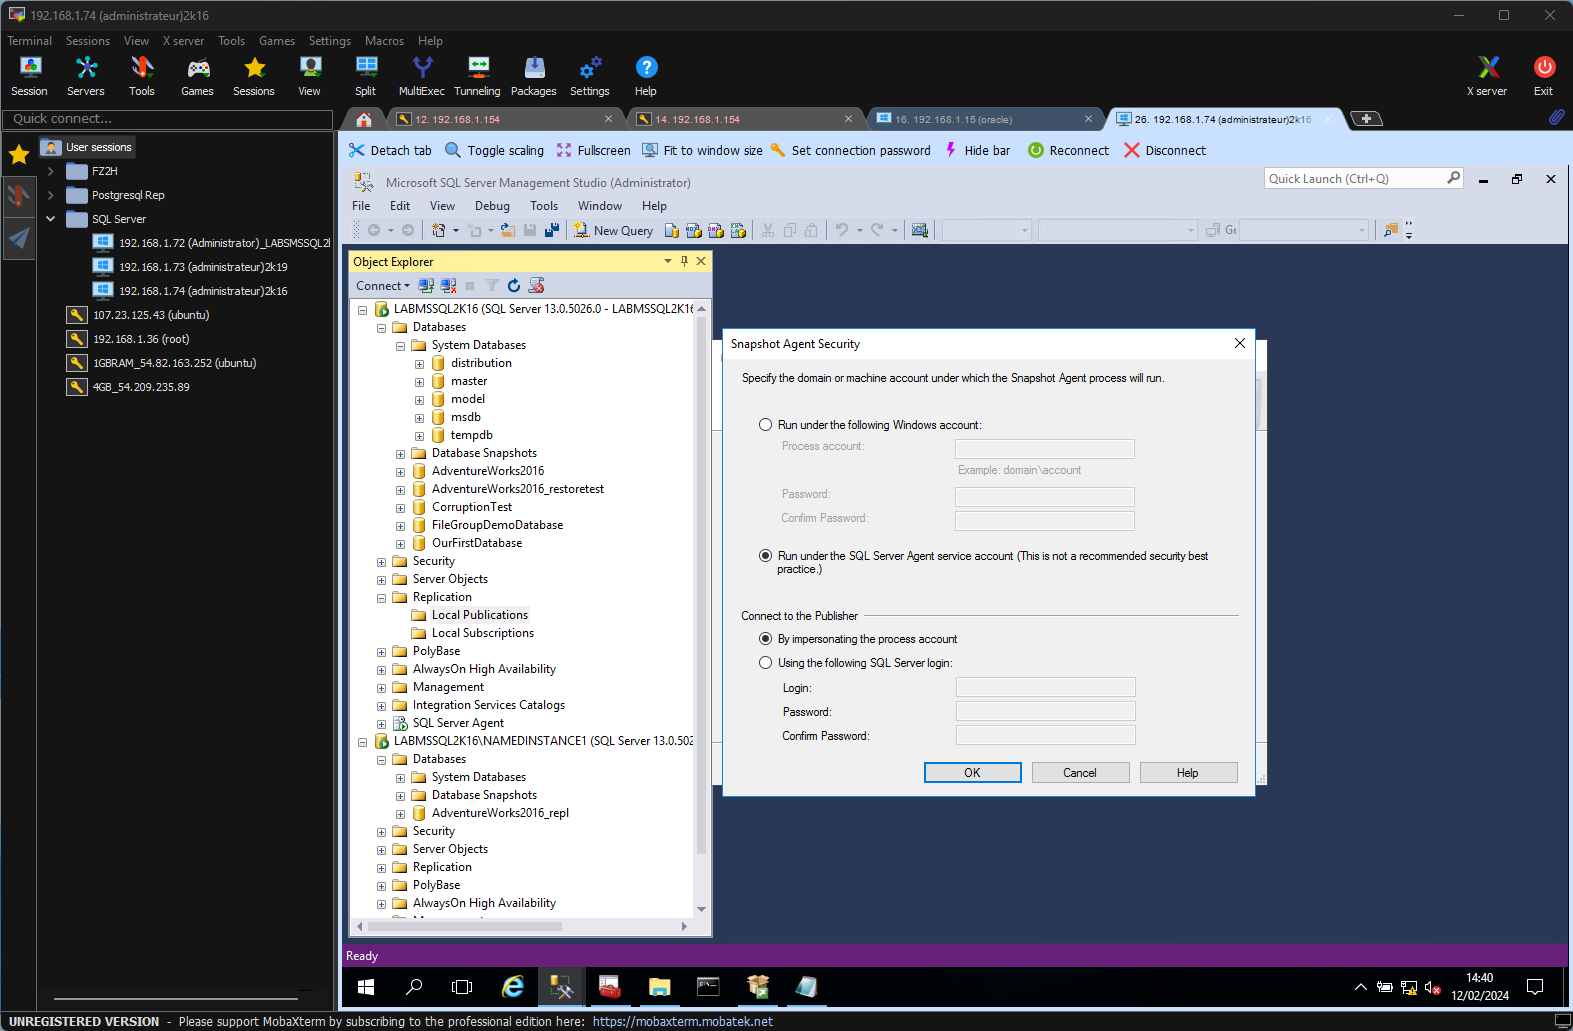 192.168.1.74 (administrateur)2k16
Terminal Sessions View X server Tools Games Settings Macros Help
Session Servers Tools Games Sessions View Split MultiExec Tunneling Packages Settings Help X server Exit
Quick connect...
12. 192.168.1.154
14. 192.168.1.154
16. 192.168.1.15 (oracle)
26. 192.168.1.74 (administrateur)2k16
User sessions
FZ2H
Postgresql Rep
SQL Server
192.168.1.72 (Administrator)_LABSMSSQL2
192.168.1.73 (administrateur)2k19
192.168.1.74 (administrateur)2k16
107.23.125.43 (ubuntu)
192.168.1.36 (root)
1GBRAM_54.82.163.252 (ubuntu)
4GB_54.209.235.89
Detach tab Toggle scaling Fullscreen Fit to window size Set connection password Hide bar Reconnect Disconnect
Microsoft SQL Server Management Studio (Administrator)
Quick Launch (Ctrl+Q)
File Edit View Debug Tools Window Help
New Query
MDX DMX XMLA
Ge
Object Explorer
Connect
LABMSSQL2K16 (SQL Server 13.0.5026.0 - LABMSSQL2K16
Databases
System Databases
distribution
master
model
msdb
tempdb
Database Snapshots
AdventureWorks2016
AdventureWorks2016_restoretest
CorruptionTest
FileGroupDemoDatabase
OurFirstDatabase
Security
Server Objects
Replication
Local Publications
Local Subscriptions
PolyBase
AlwaysOn High Availability
Management
Integration Services Catalogs
SQL Server Agent
LABMSSQL2K16\NAMEDINSTANCE1 (SQL Server 13.0.502
Databases
System Databases
Database Snapshots
AdventureWorks2016_repl
Security
Server Objects
Replication
PolyBase
AlwaysOn High Availability
Snapshot Agent Security
Specify the domain or machine account under which the Snapshot Agent process will run.
Run under the following Windows account:
Process account:
Example: domain\account
Password:
Confirm Password:
Run under the SQL Server Agent service account (This is not a recommended security best
practice.)
Connect to the Publisher
By impersonating the process account
Using the following SQL Server login:
Login:
Password:
Confirm Password:
OK Cancel Help
Ready
14:40
12/02/2024
UNREGISTERED VERSION - Please support MobaXterm by subscribing to the professional edition here: https://mobaxterm.mobatek.net